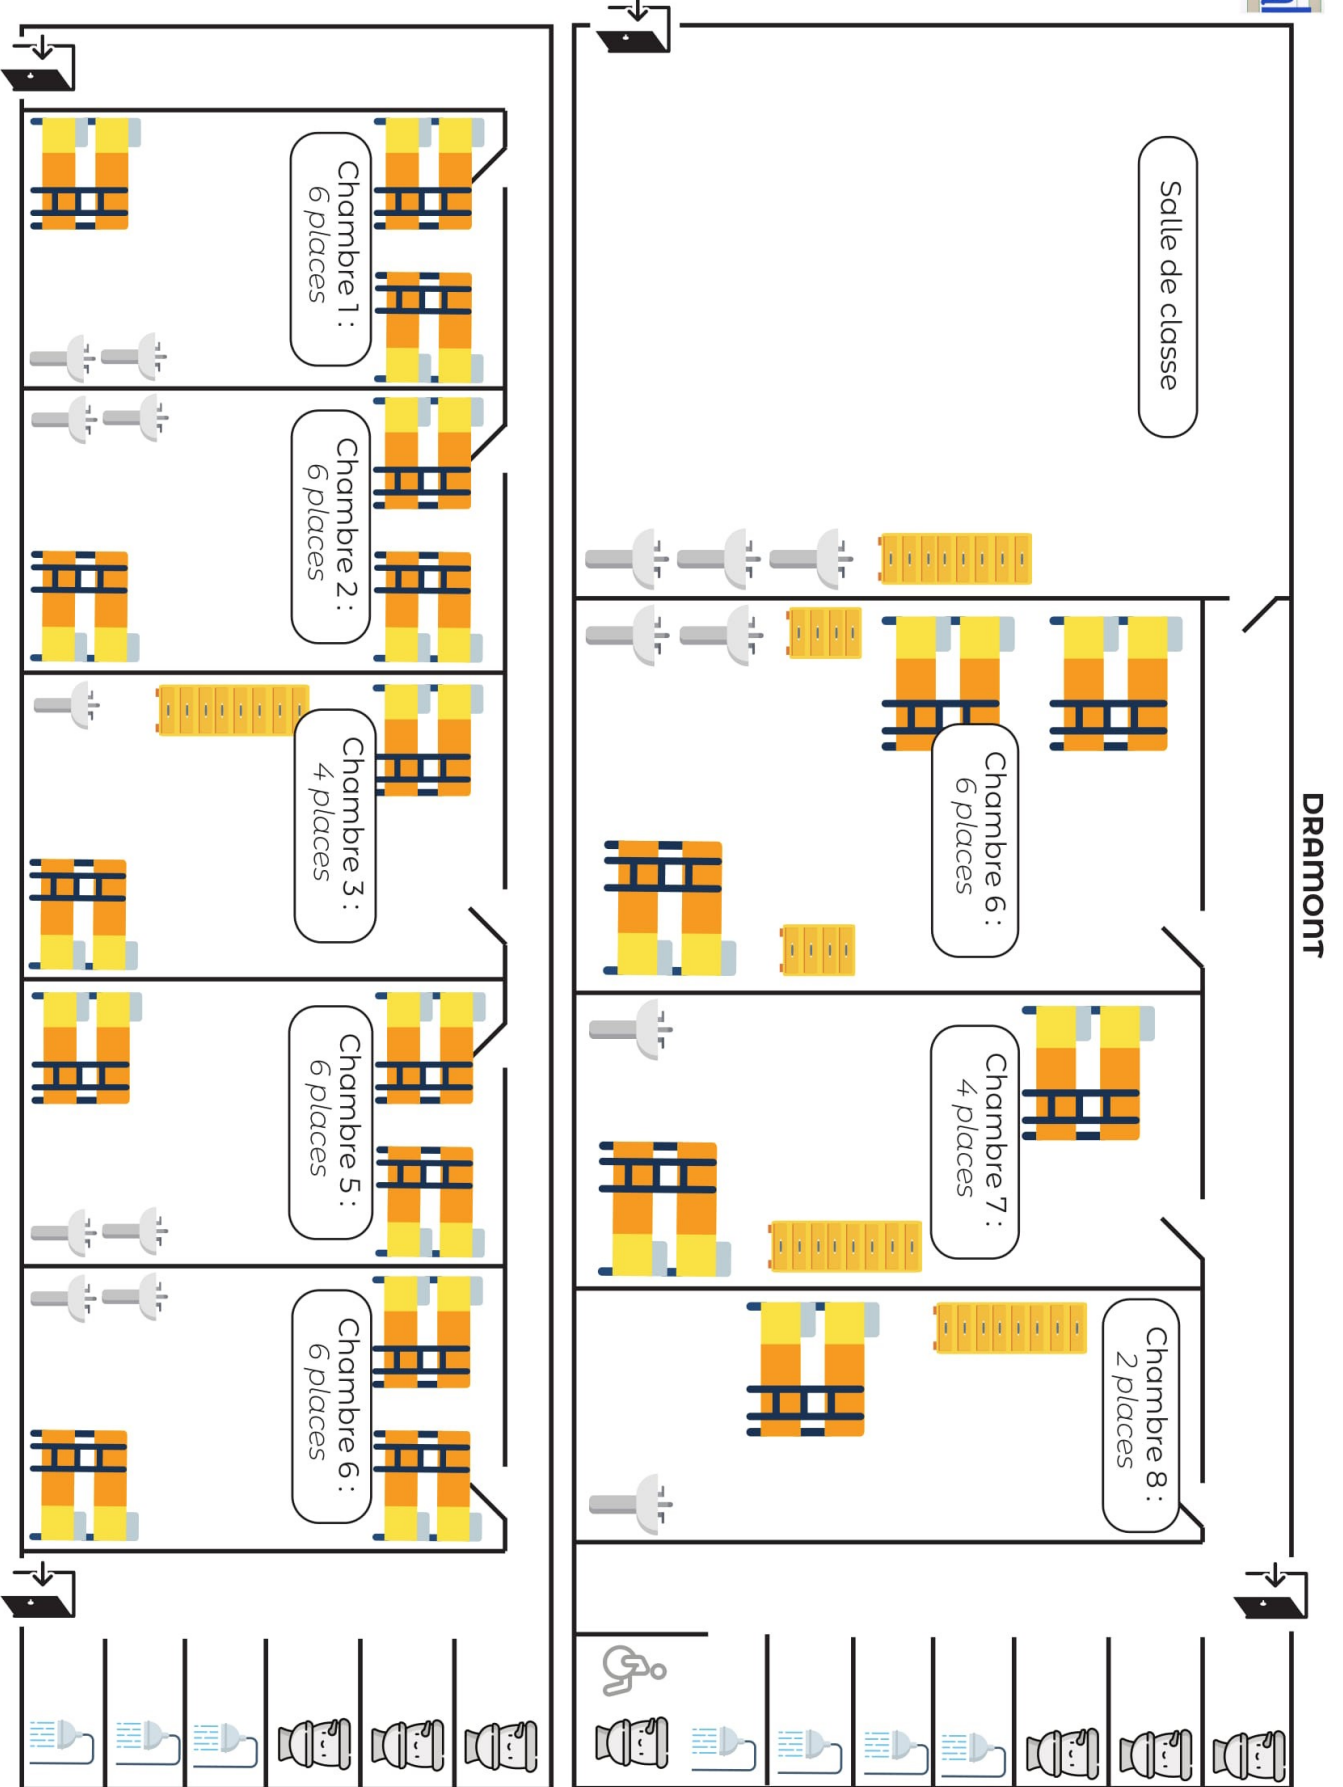 DRAMONT
Salle de classe
Chambre 6 :
6 places
Chambre 7 :
4 places
Chambre 8 :
2 places
Chambre 1 :
6 places
Chambre 2 :
6 places
Chambre 3 :
4 places
Chambre 5 :
6 places
Chambre 6 :
6 places